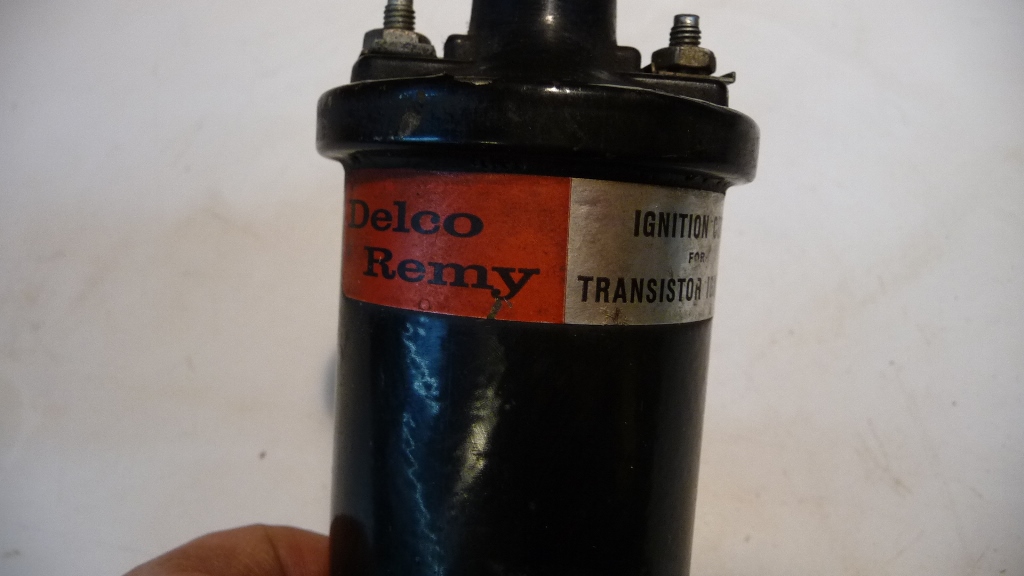 Delco
Remy
IGNITION
FOR
TRANSISTOR